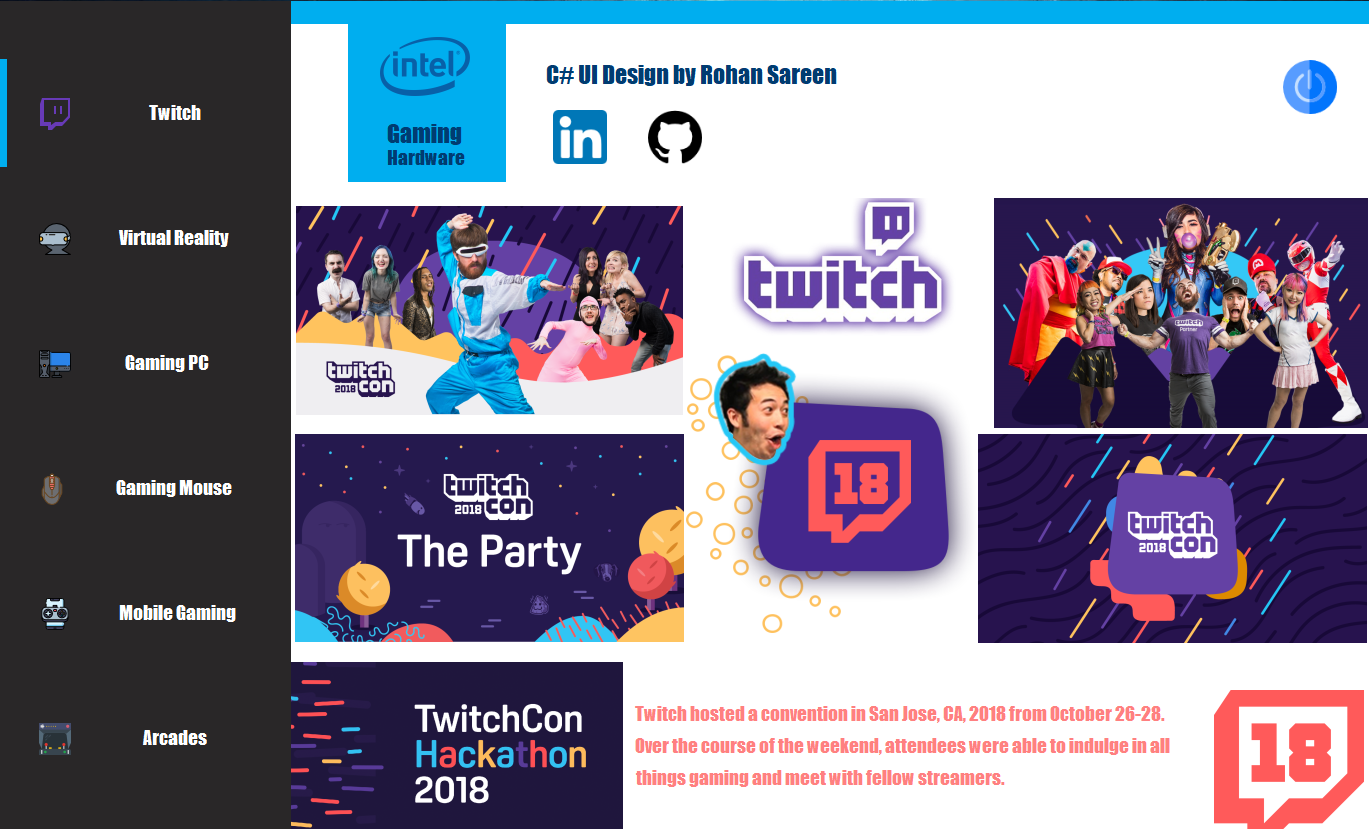 Twitch
Virtual Reality
Gaming PC
Gaming Mouse
Mobile Gaming
Arcades
intel
Gaming
Hardware
C# UI Design by Rohan Sareen
in
twitch
2018 con
twitch
twitch
Partner
twitch
2018 con
The Party
18
twitch
2018 con
TwitchCon
Hackathon
2018
Twitch hosted a convention in San Jose, CA, 2018 from October 26-28.
Over the course of the weekend, attendees were able to indulge in all
things gaming and meet with fellow streamers.
18